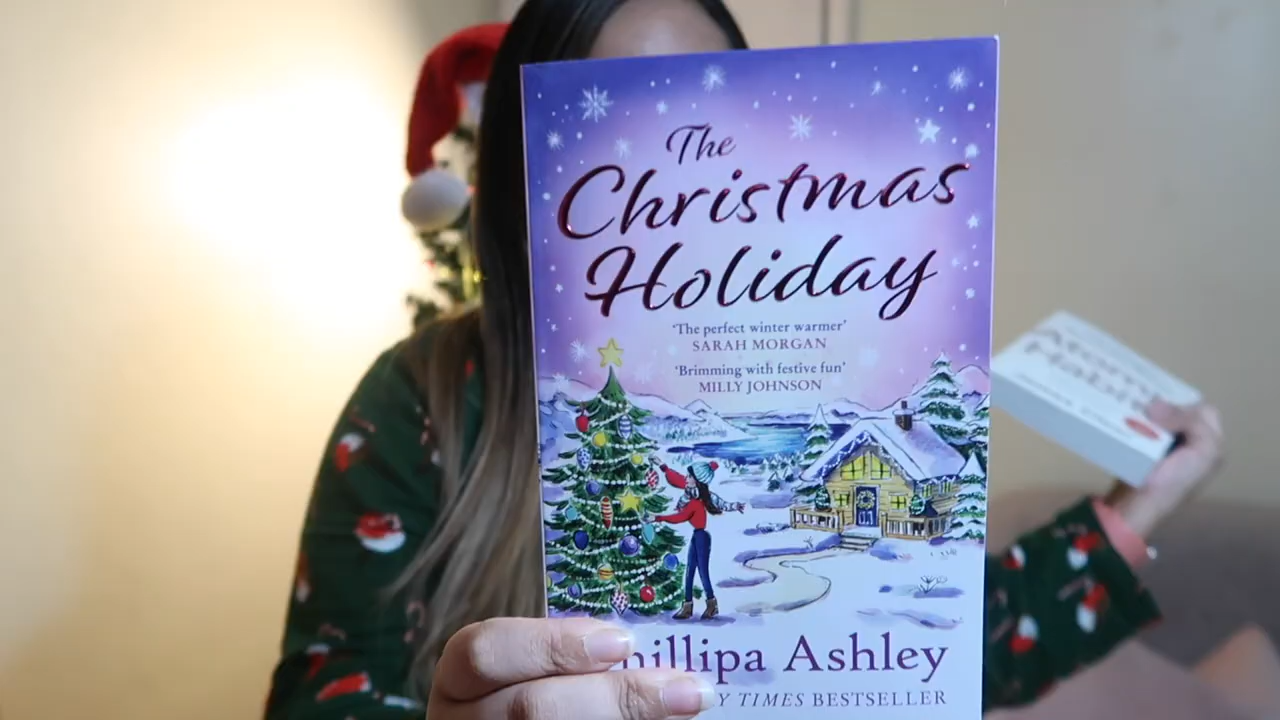 The
Christmas
Holiday
'The perfect winter warmer'
SARAH MORGAN
'Brimming with festive fun'
MILLY JOHNSON
hillipa Ashley
Y TIMES BESTSELLER